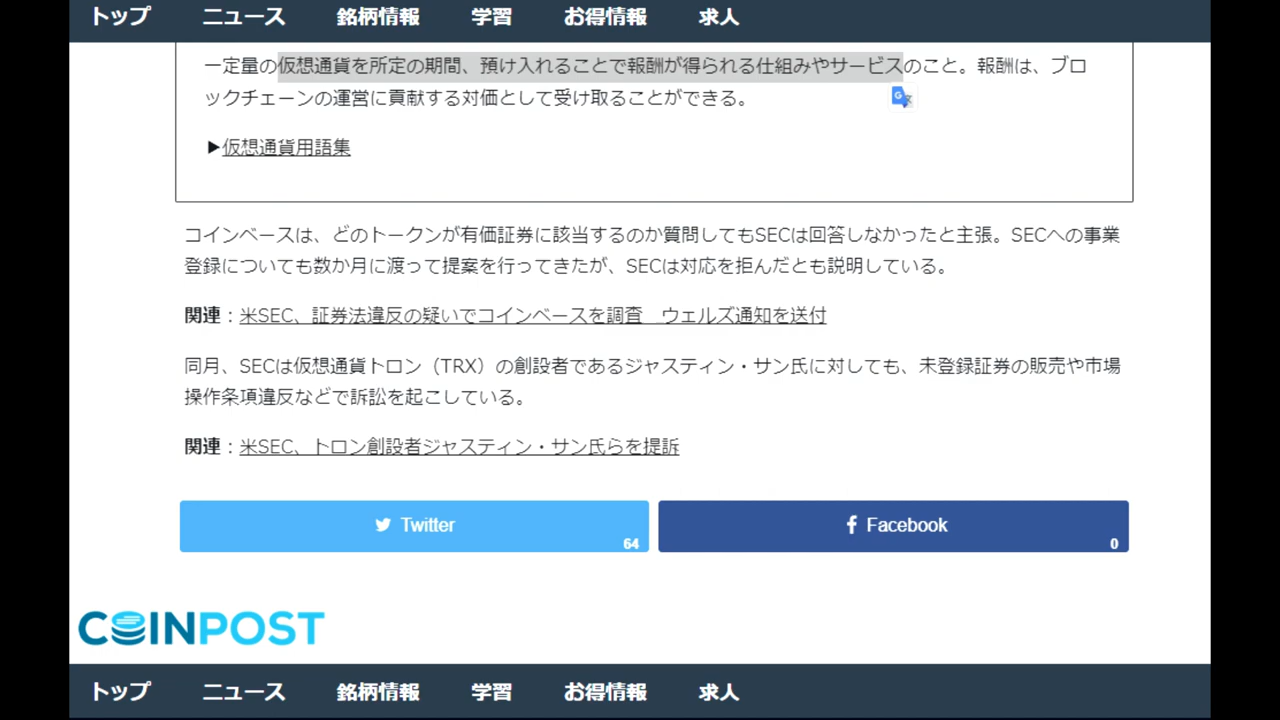 トップ ニュース 銘柄情報 学習 お得情報 求人
一定量の仮想通貨を所定の期間、預け入れることで報酬が得られる仕組みやサービスのこと。報酬は、ブロ
ックチェーンの運営に貢献する対価として受け取ることができる。
▶仮想通貨用語集
コインベースは、どのトークンが有価証券に該当するのか質問してもSECは回答しなかったと主張。SECへの事業
登録についても数か月に渡って提案を行ってきたが、SECは対応を拒んだとも説明している。
関連：米SEC、証券法違反の疑いでコインベースを調査　ウェルズ通知を送付
同月、SECは仮想通貨トロン（TRX）の創設者であるジャスティン・サン氏に対しても、未登録証券の販売や市場
操作条項違反などで訴訟を起こしている。
関連：米SEC、トロン創設者ジャスティン・サン氏らを提訴
Twitter 64
Facebook 0
COINPOST
トップ ニュース 銘柄情報 学習 お得情報 求人